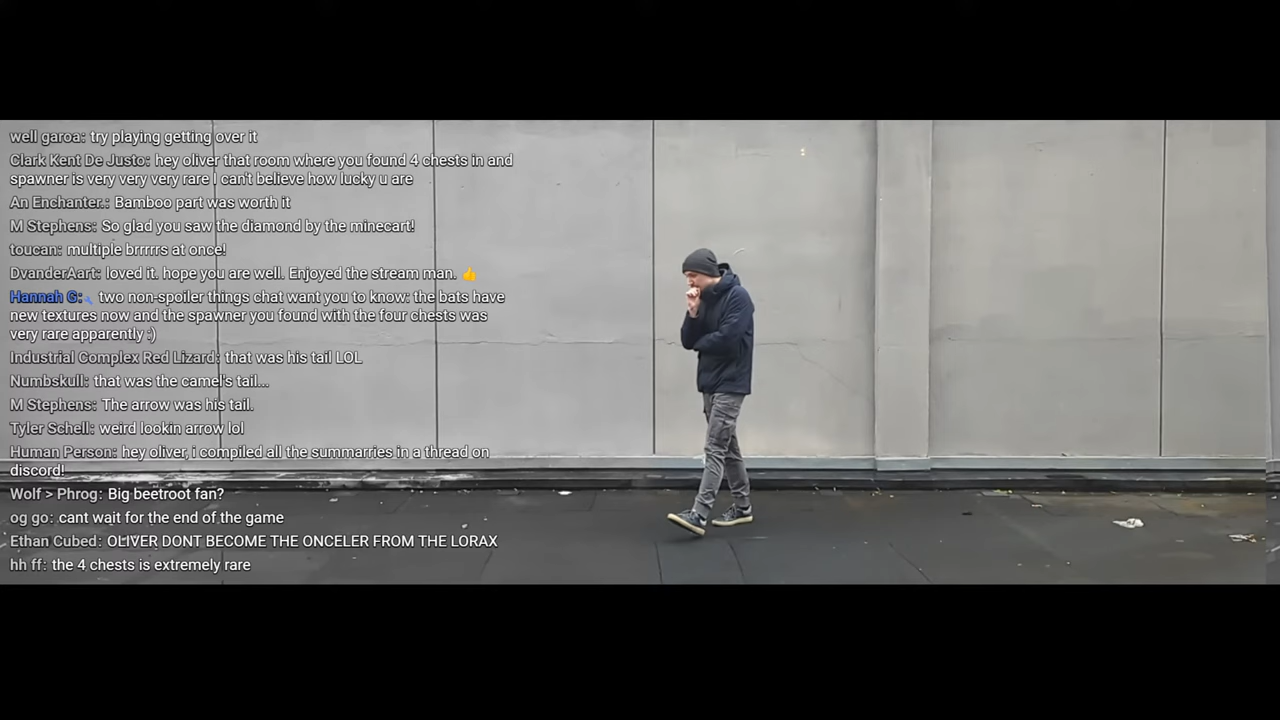 well garoa: try playing getting over it
Clark Kent De Justo: hey oliver that room where you found 4 chests in and
spawner is very very very rare I can't believe how lucky u are
An Enchanter.: Bamboo part was worth it
M Stephens: So glad you saw the diamond by the minecart!
toucan: multiple brrrrrs at once!
DvanderAart: loved it. hope you are well. Enjoyed the stream man. 👍
Hannah G: two non-spoiler things chat want you to know: the bats have
new textures now and the spawner you found with the four chests was
very rare apparently :)
Industrial Complex Red Lizard: that was his tail LOL
Numbskull: that was the camel's tail...
M Stephens: The arrow was his tail.
Tyler Schell: weird lookin arrow lol
Human Person: hey oliver, i compiled all the summarries in a thread on
discord!
Wolf > Phrog: Big beetroot fan?
og go: cant wait for the end of the game
Ethan Cubed: OLIVER DONT BECOME THE ONCELER FROM THE LORAX
hh ff: the 4 chests is extremely rare